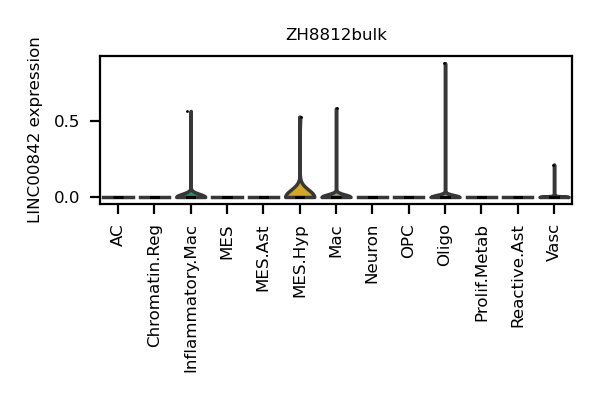 ZH8812bulk
LINC00842 expression
0.5
0.0
AC
Chromatin.Reg
Inflammatory.Mac
MES
MES.Ast
MES.Hyp
Mac
Neuron
OPC
Oligo
Prolif.Metab
Reactive.Ast
Vasc